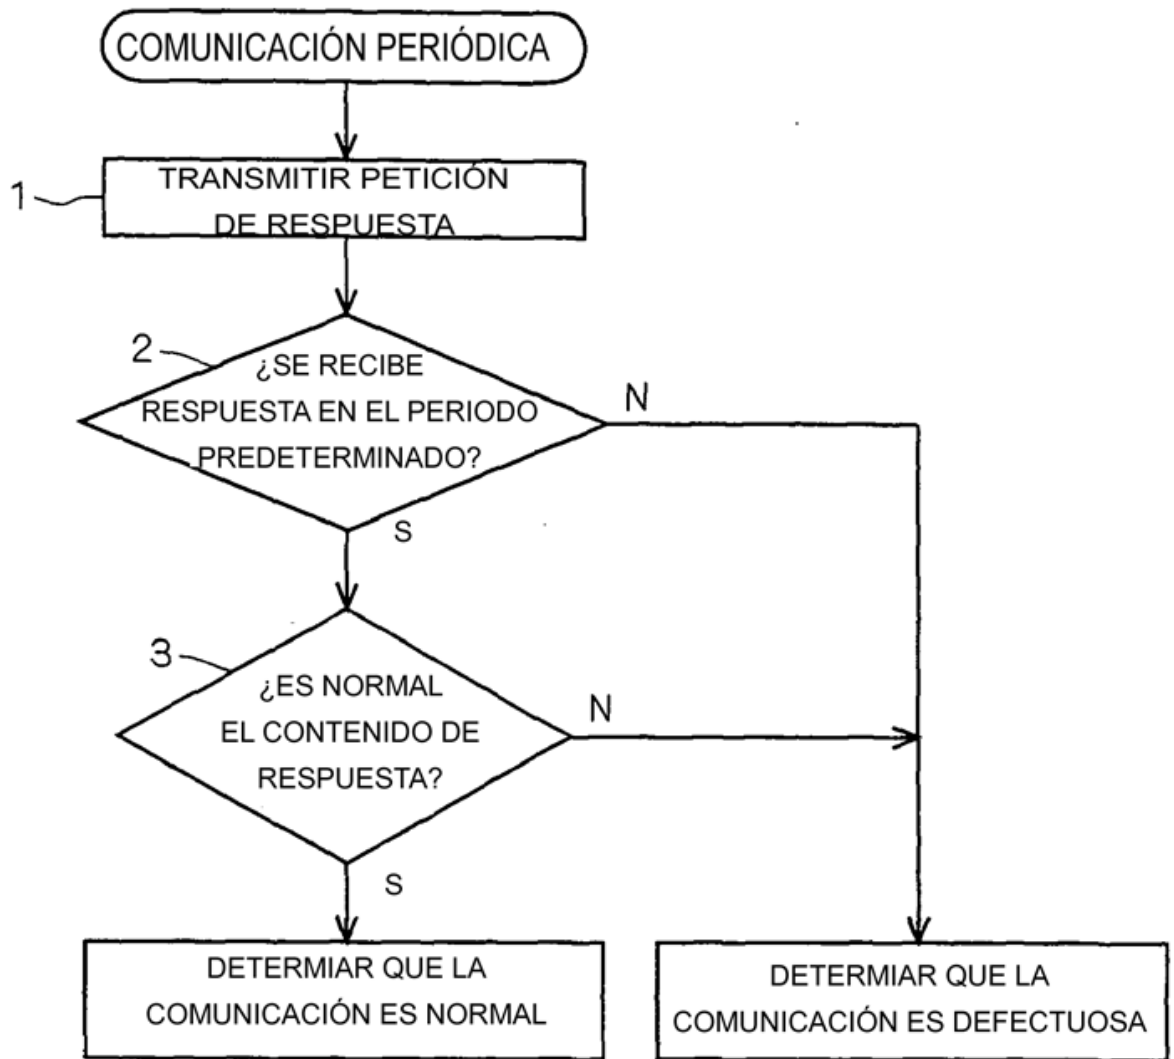 COMUNICACIÓN PERIÓDICA
1
TRANSMITIR PETICIÓN
DE RESPUESTA
2
¿SE RECIBE
RESPUESTA EN EL PERIODO
PREDETERMINADO?
N
S
3
¿ES NORMAL
EL CONTENIDO DE
RESPUESTA?
N
S
DETERMIAR QUE LA
COMUNICACIÓN ES NORMAL
DETERMIAR QUE LA
COMUNICACIÓN ES DEFECTUOSA